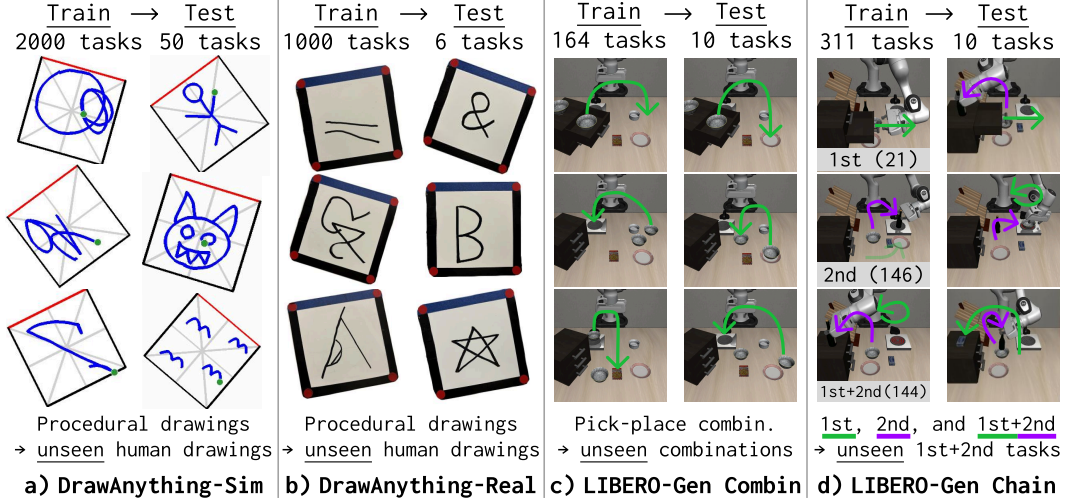 Train → Test
2000 tasks 50 tasks
Procedural drawings
→ unseen human drawings
a) DrawAnything-Sim
Train → Test
1000 tasks 6 tasks
&
B
Procedural drawings
→ unseen human drawings
b) DrawAnything-Real
Train → Test
164 tasks 10 tasks
Pick-place combin.
→ unseen combinations
c) LIBERO-Gen Combin
Train → Test
311 tasks 10 tasks
1st (21)
2nd (146)
1st+2nd(144)
1st, 2nd, and 1st+2nd
→ unseen 1st+2nd tasks
d) LIBERO-Gen Chain